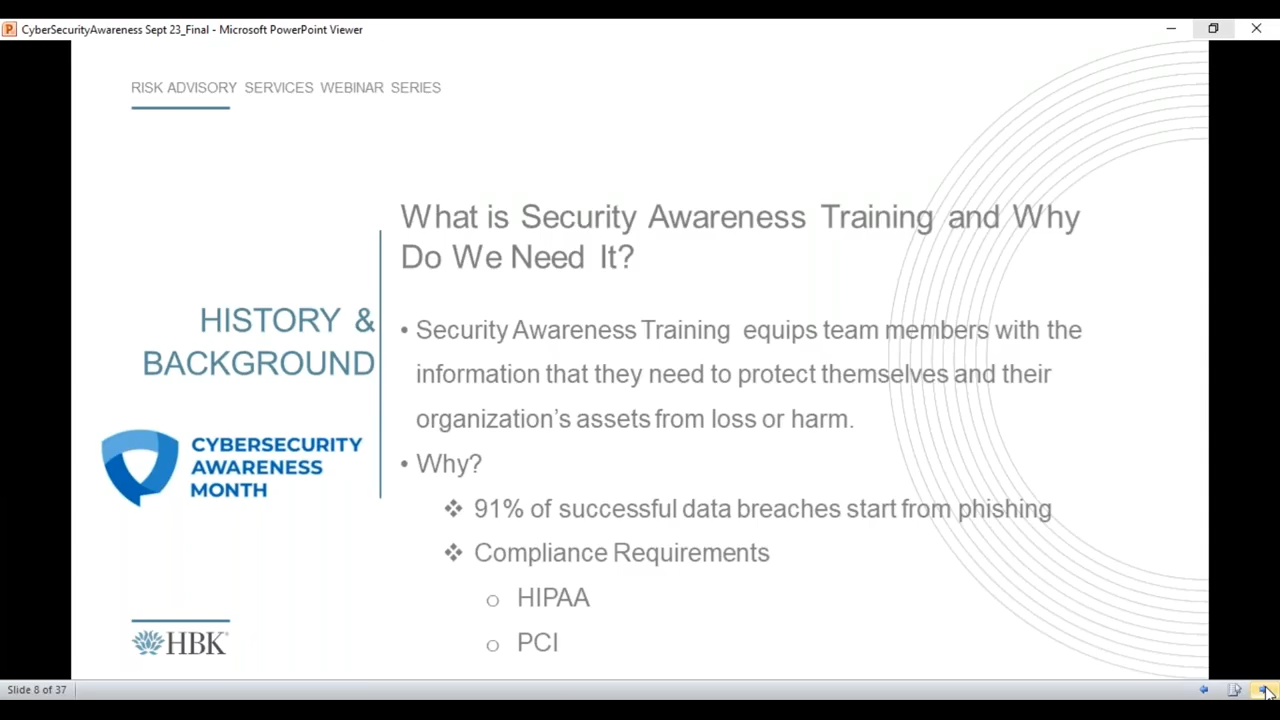 CyberSecurityAwareness Sept 23_Final - Microsoft PowerPoint Viewer
RISK ADVISORY SERVICES WEBINAR SERIES
What is Security Awareness Training and Why
Do We Need It?
HISTORY &
BACKGROUND
• Security Awareness Training equips team members with the
information that they need to protect themselves and their
organization's assets from loss or harm.
• Why?
❖ 91% of successful data breaches start from phishing
❖ Compliance Requirements
o HIPAA
o PCI
CYBERSECURITY
AWARENESS
MONTH
HBK®
Slide 8 of 37